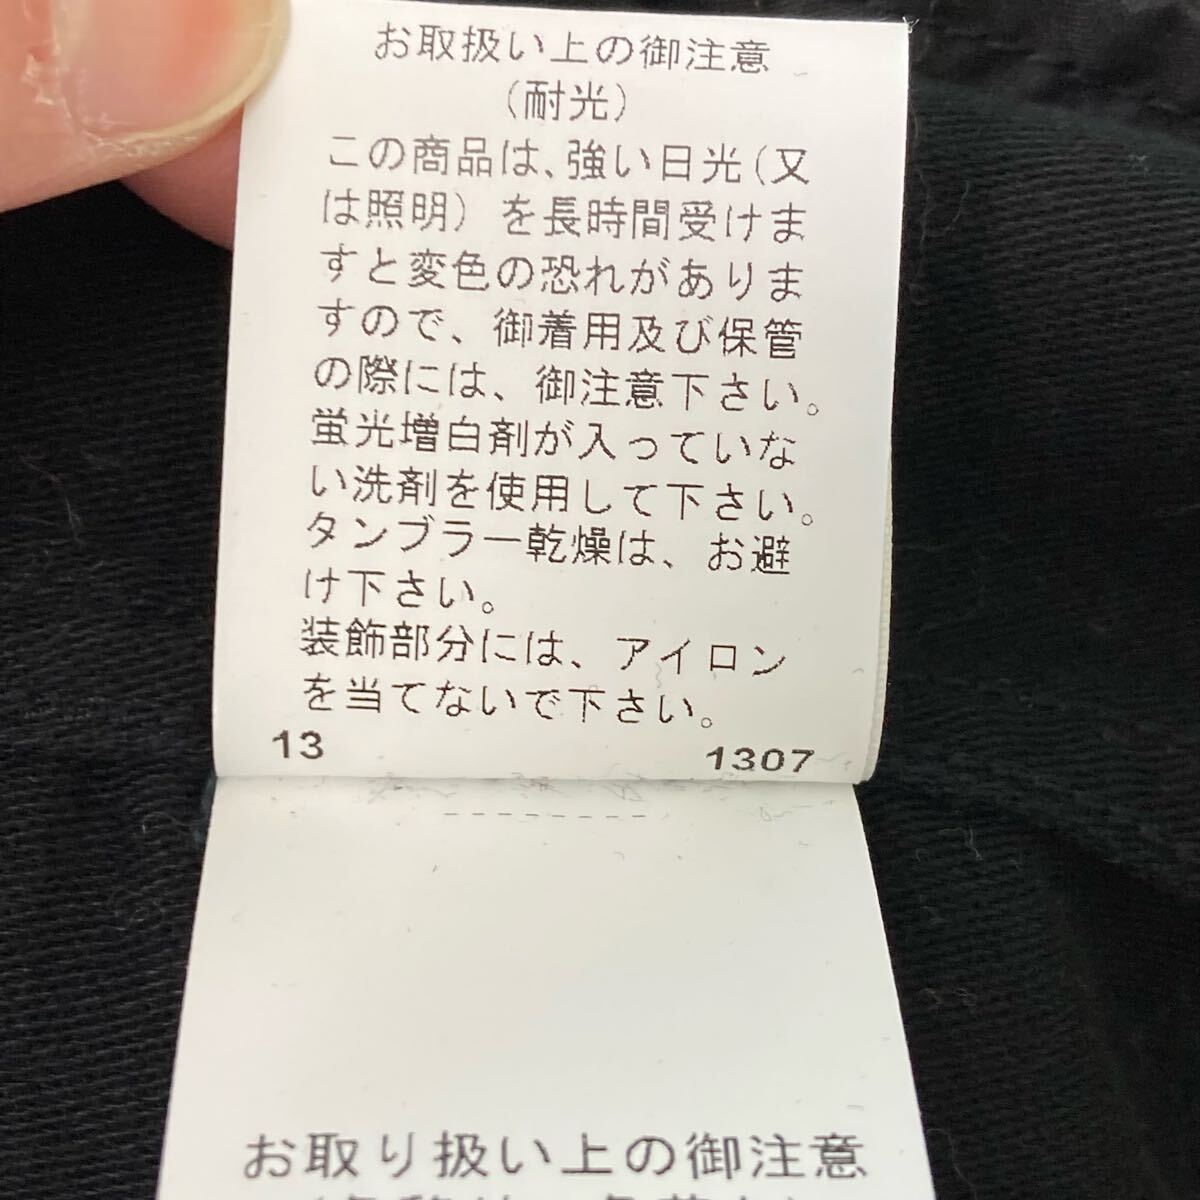 お取扱い上の御注意
（耐光）
この商品は、強い日光（又
は照明）を長時間受けま
すと変色の恐れがありま
すので、御着用及び保管
の際には、御注意下さい。
蛍光増白剤が入っていな
い洗剤を使用して下さい。
タンブラー乾燥は、お避
け下さい。
装飾部分には、アイロン
を当てないで下さい。
13 1307
お取り扱い上の御注意